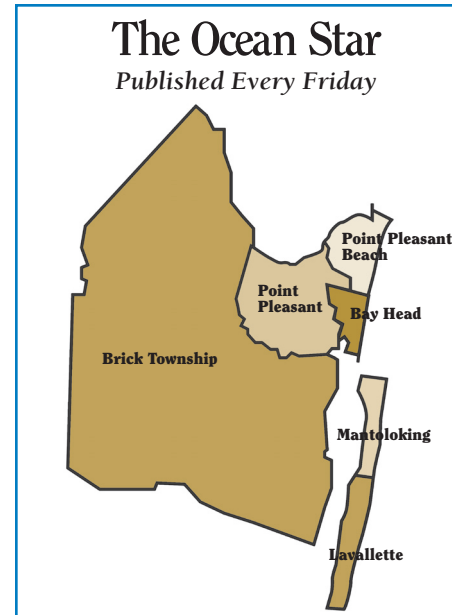 The Ocean Star
Published Every Friday
Point Pleasant
Beach
Point
Pleasant
Bay Head
Brick Township
Mantoloking
Lavallette